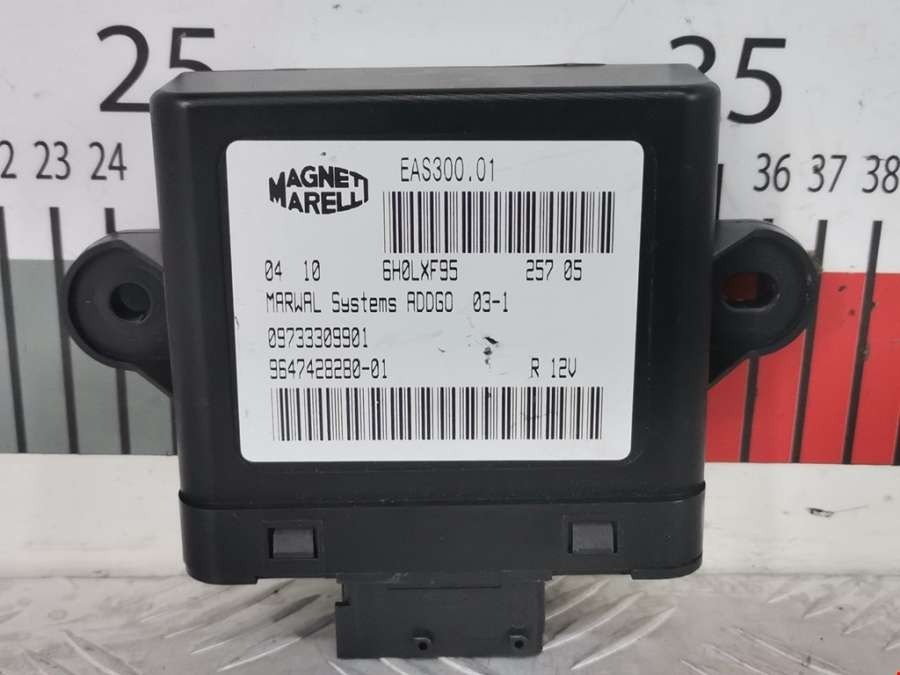 25 35
2 23 24 36 37 38
MAGNETI
MARELLI
EAS300.01
04 10 6H0LXF95 257 05
MARWAL Systems ADDGO 03-1
09733309901
9647428280-01 R 12V